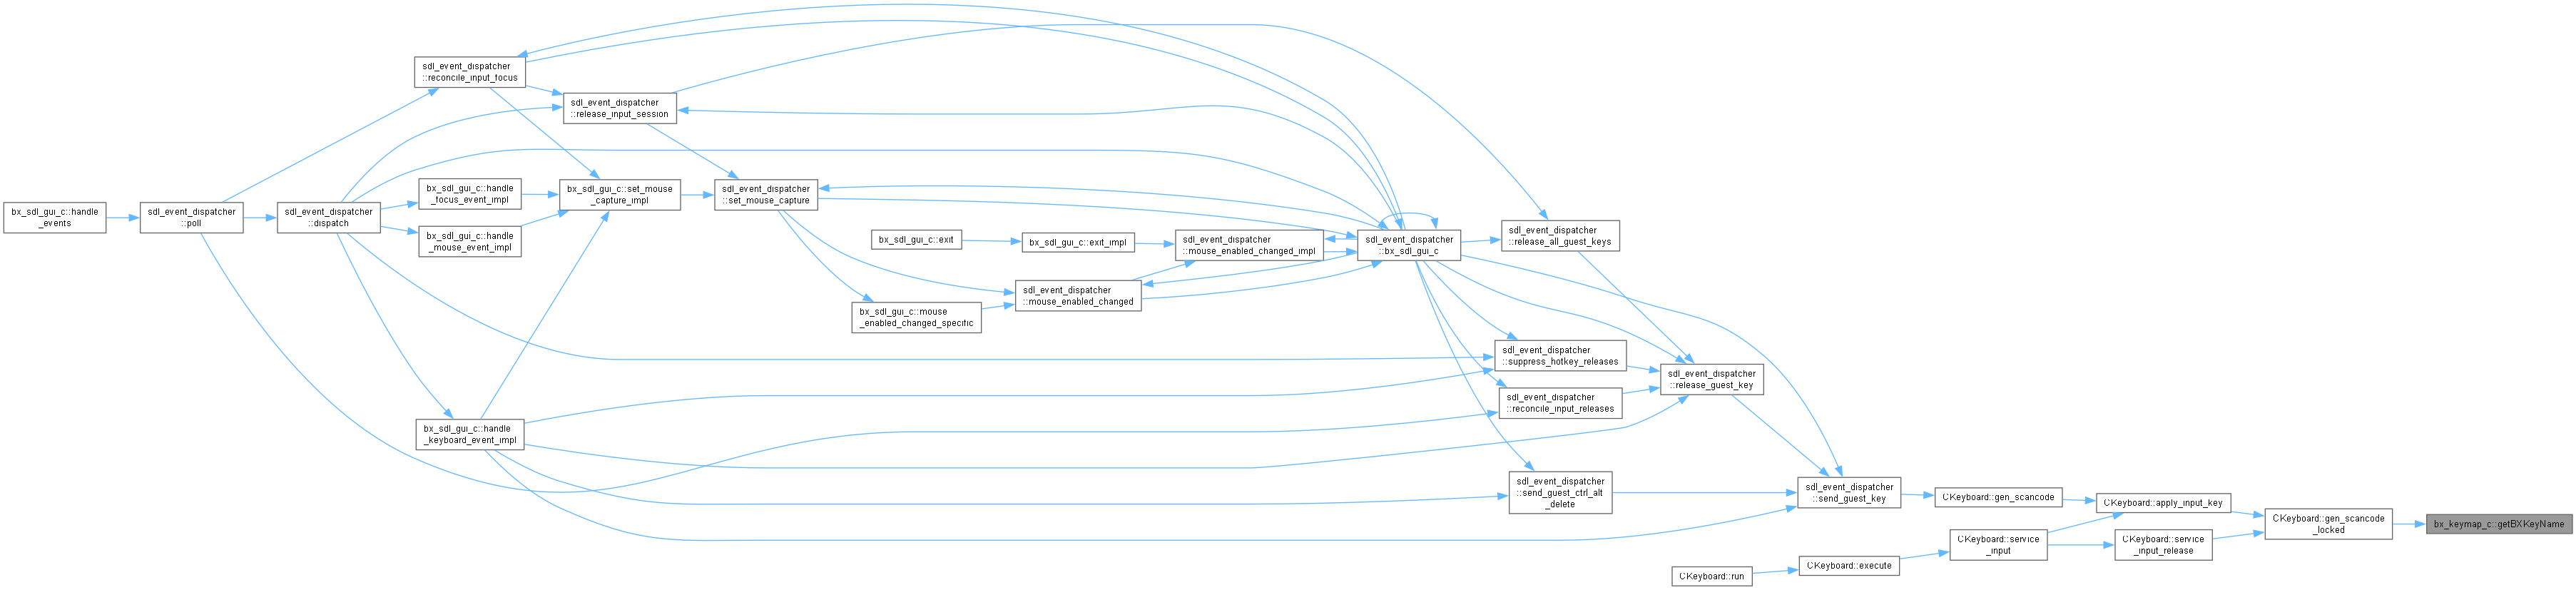 sdl_event_dispatcher
::reconcile_input_focus
sdl_event_dispatcher
::release_input_session
bx_sdl_gui_c::handle
_focus_event_impl
bx_sdl_gui_c::set_mouse
_capture_impl
sdl_event_dispatcher
::set_mouse_capture
bx_sdl_gui_c::handle
_events
sdl_event_dispatcher
::poll
sdl_event_dispatcher
::dispatch
bx_sdl_gui_c::handle
_mouse_event_impl
bx_sdl_gui_c::exit
bx_sdl_gui_c::exit_impl
sdl_event_dispatcher
::mouse_enabled_changed_impl
sdl_event_dispatcher
::bx_sdl_gui_c
sdl_event_dispatcher
::release_all_guest_keys
sdl_event_dispatcher
::mouse_enabled_changed
bx_sdl_gui_c::mouse
_enabled_changed_specific
sdl_event_dispatcher
::suppress_hotkey_releases
sdl_event_dispatcher
::release_guest_key
sdl_event_dispatcher
::reconcile_input_releases
bx_sdl_gui_c::handle
_keyboard_event_impl
sdl_event_dispatcher
::send_guest_ctrl_alt
_delete
sdl_event_dispatcher
::send_guest_key
CKeyboard::gen_scancode
CKeyboard::apply_input_key
CKeyboard::gen_scancode
_locked
bx_keymap_c::getBXKeyName
CKeyboard::service
_input
CKeyboard::service
_input_release
CKeyboard::execute
CKeyboard::run